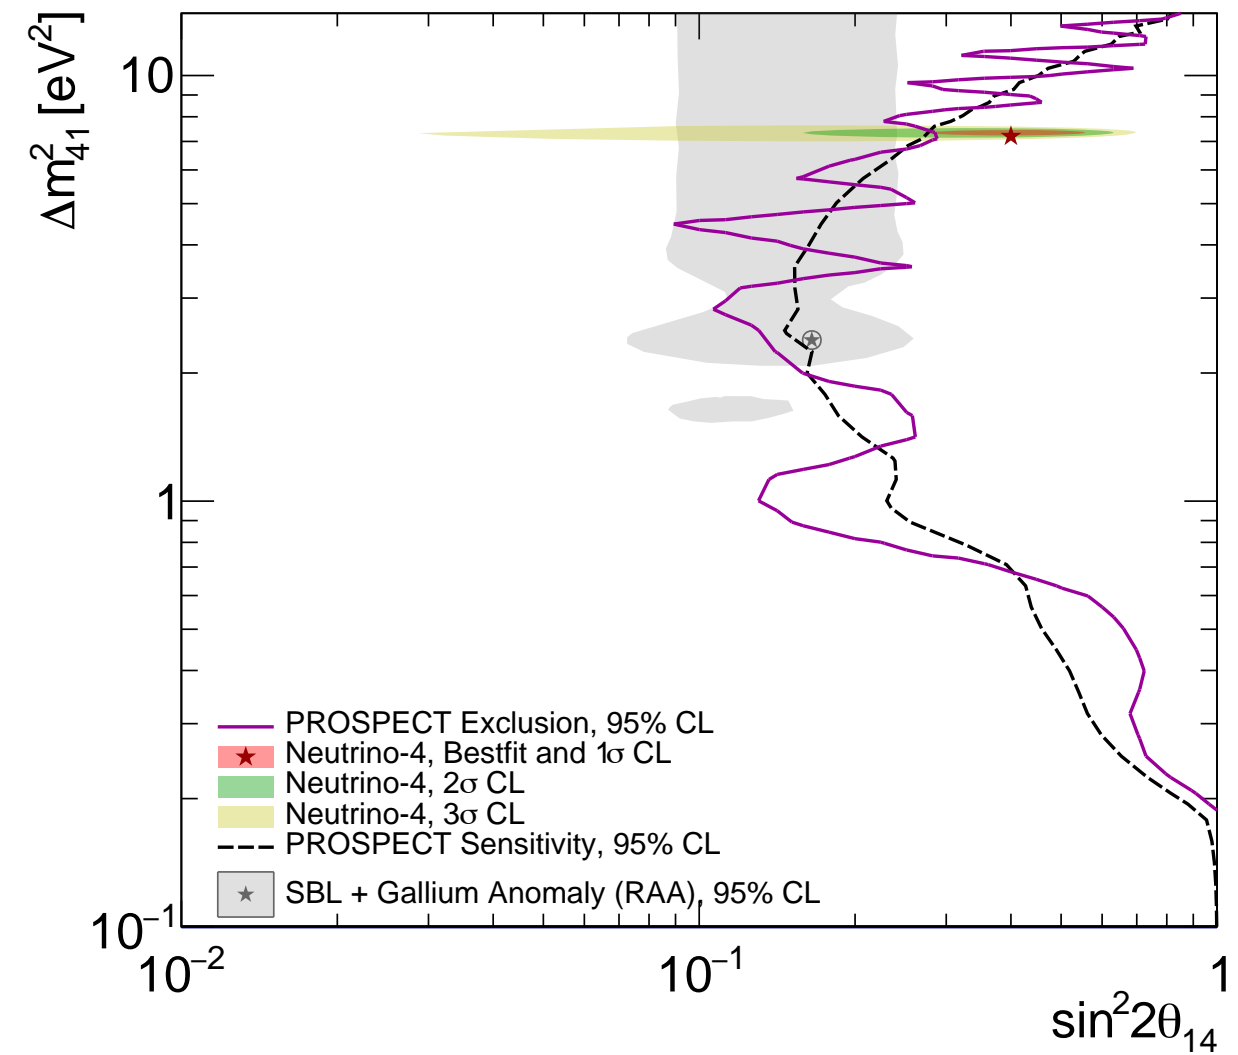 Δm²₄₁ [eV²]
10
1
10⁻¹
PROSPECT Exclusion, 95% CL
Neutrino-4, Bestfit and 1σ CL
Neutrino-4, 2σ CL
Neutrino-4, 3σ CL
PROSPECT Sensitivity, 95% CL
SBL + Gallium Anomaly (RAA), 95% CL
10⁻² 10⁻¹ 1
sin²2θ₁₄